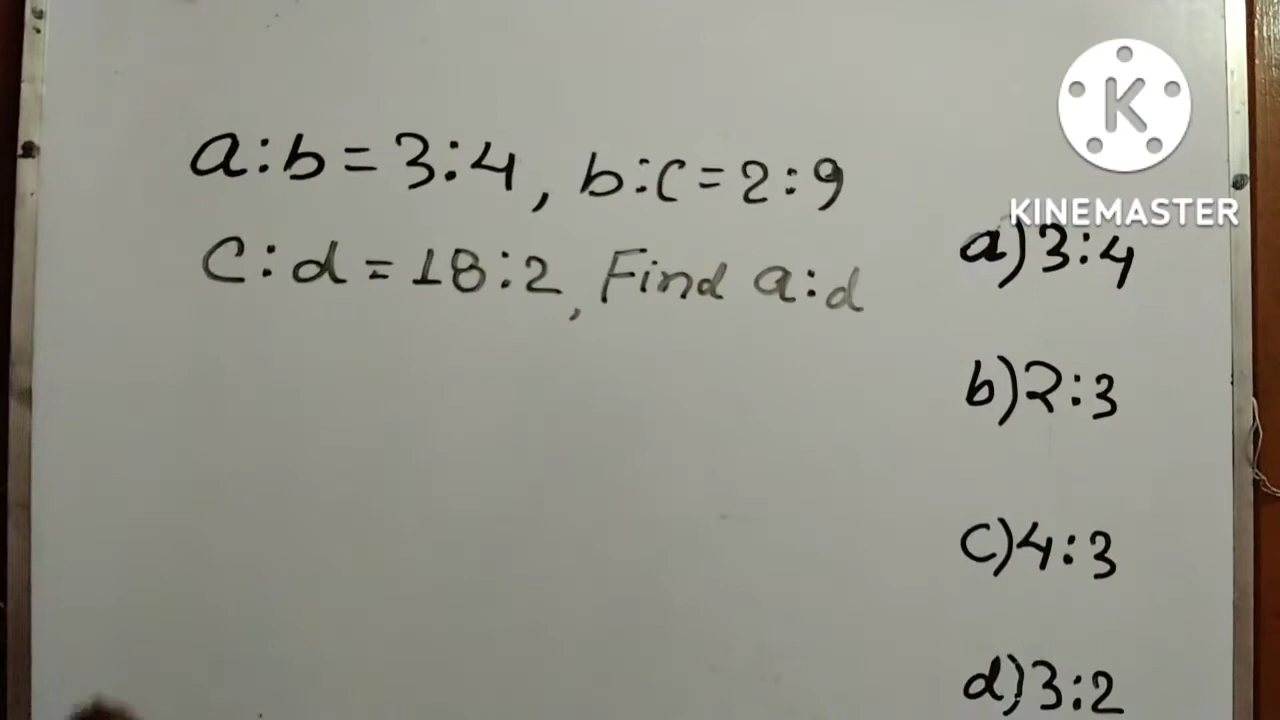 a:b=3:4, b:c=2:9
c:d=18:2, Find a:d
a)3:4
b)2:3
c)4:3
d)3:2
K
KINEMASTER